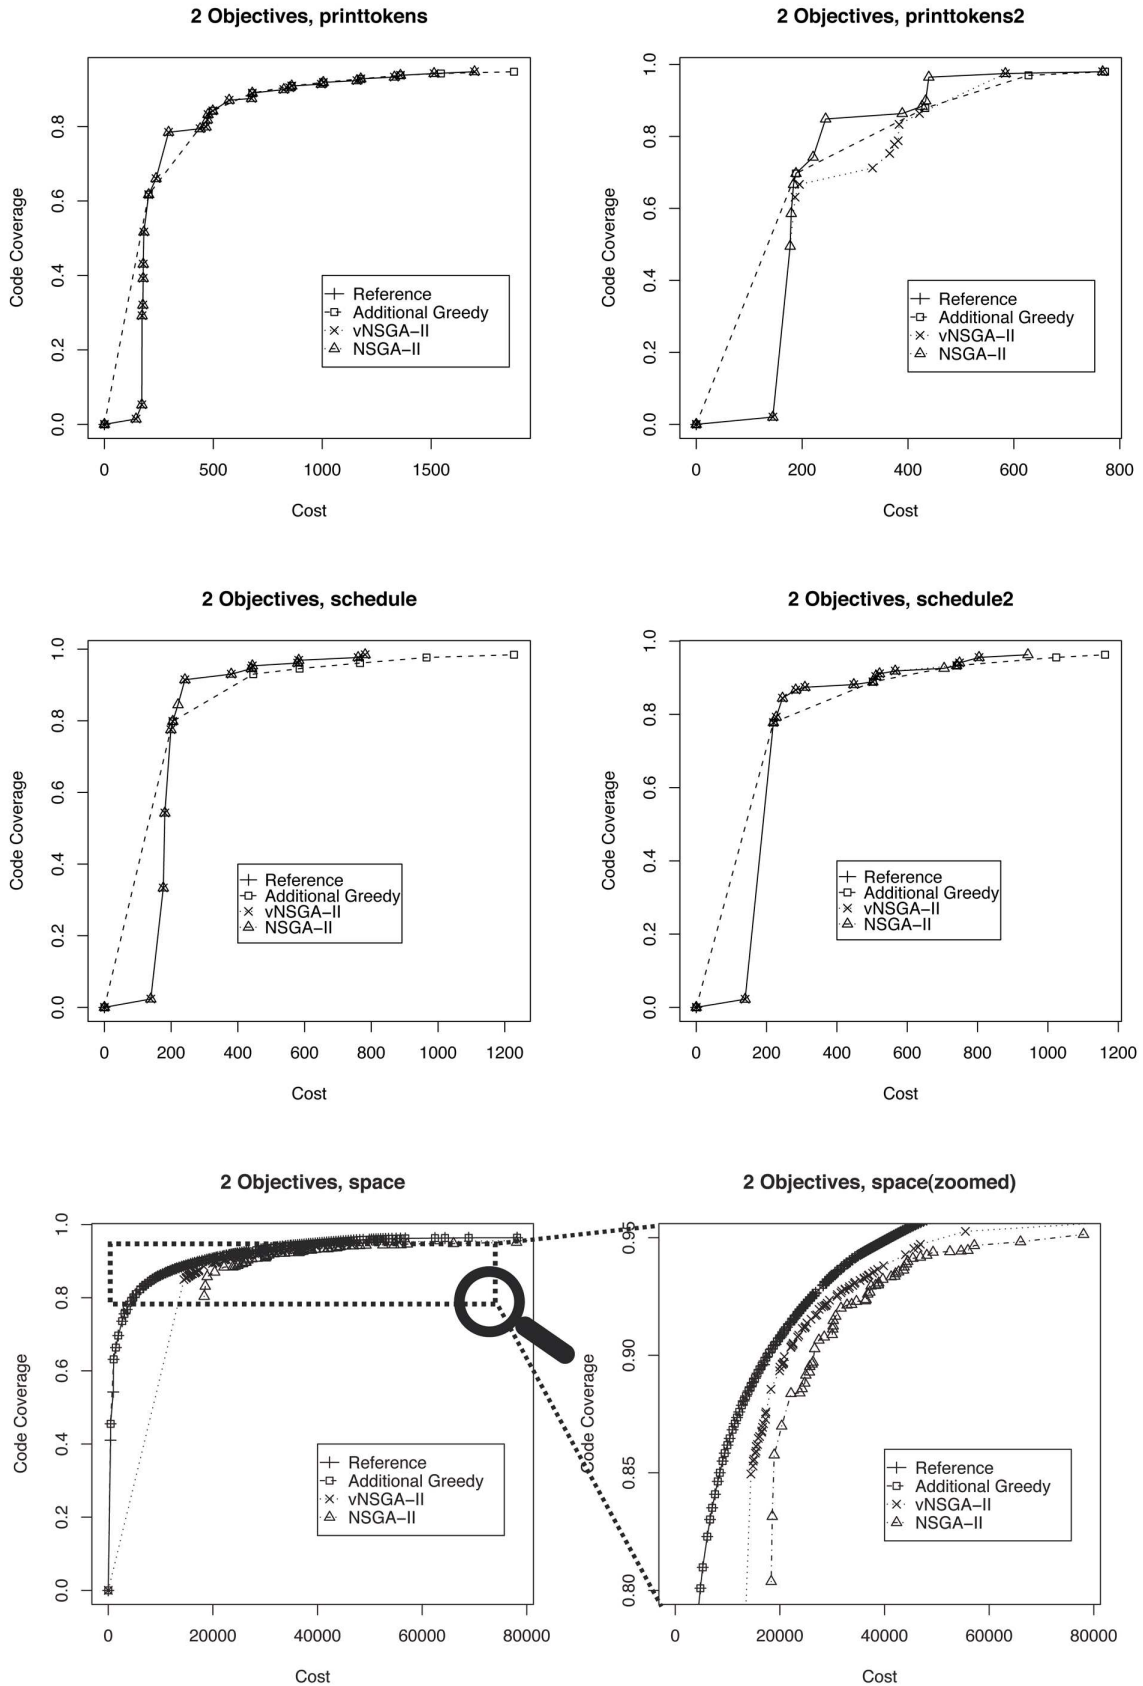 2 Objectives, printtokens
Code Coverage
0.0 0.2 0.4 0.6 0.8
Reference
Additional Greedy
vNSGA−II
NSGA−II
0 500 1000 1500
Cost
2 Objectives, printtokens2
Code Coverage
0.0 0.2 0.4 0.6 0.8 1.0
Reference
Additional Greedy
vNSGA−II
NSGA−II
0 200 400 600 800
Cost
2 Objectives, schedule
Code Coverage
0.0 0.2 0.4 0.6 0.8 1.0
Reference
Additional Greedy
vNSGA−II
NSGA−II
0 200 400 600 800 1000 1200
Cost
2 Objectives, schedule2
Code Coverage
0.0 0.2 0.4 0.6 0.8 1.0
Reference
Additional Greedy
vNSGA−II
NSGA−II
0 200 400 600 800 1000 1200
Cost
2 Objectives, space
Code Coverage
0.0 0.2 0.4 0.6 0.8 1.0
Reference
Additional Greedy
vNSGA−II
NSGA−II
0 20000 40000 60000 80000
Cost
2 Objectives, space(zoomed)
Code Coverage
0.80 0.85 0.90 0.95
Reference
Additional Greedy
vNSGA−II
NSGA−II
0 20000 40000 60000 80000
Cost